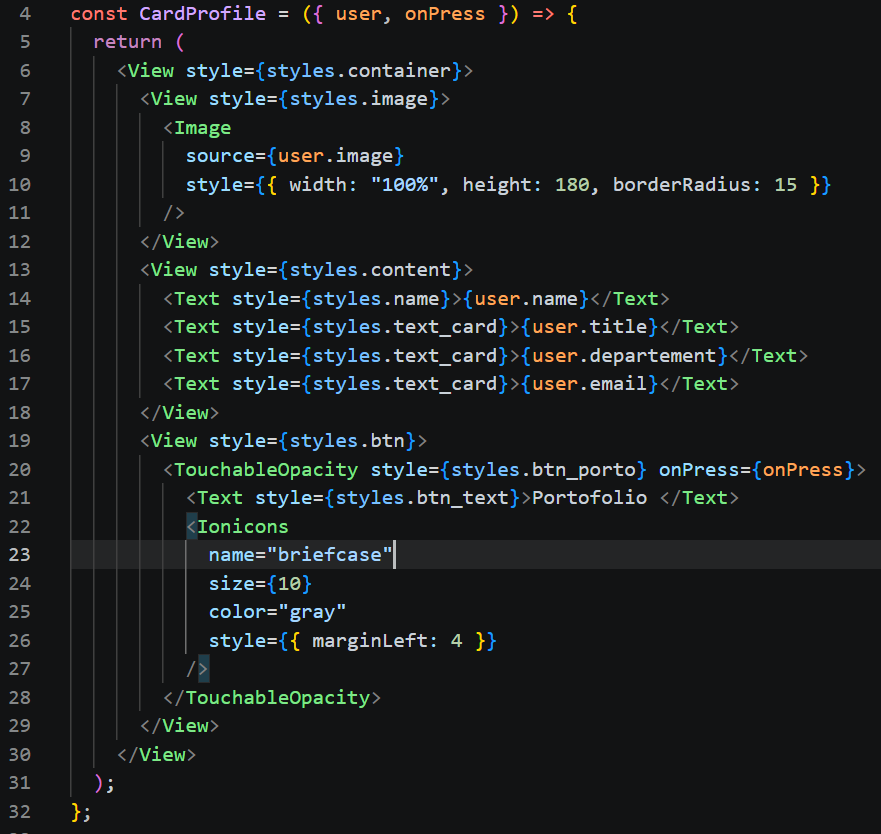 4 const CardProfile = ({ user, onPress }) => {
5 return (
6 <View style={styles.container}>
7 <View style={styles.image}>
8 <Image
9 source={user.image}
10 style={{ width: "100%", height: 180, borderRadius: 15 }}
11 />
12 </View>
13 <View style={styles.content}>
14 <Text style={styles.name}>{user.name}</Text>
15 <Text style={styles.text_card}>{user.title}</Text>
16 <Text style={styles.text_card}>{user.departement}</Text>
17 <Text style={styles.text_card}>{user.email}</Text>
18 </View>
19 <View style={styles.btn}>
20 <TouchableOpacity style={styles.btn_porto} onPress={onPress}>
21 <Text style={styles.btn_text}>Portofolio </Text>
22 <Ionicons
23 name="briefcase"
24 size={10}
25 color="gray"
26 style={{ marginLeft: 4 }}
27 />
28 </TouchableOpacity>
29 </View>
30 </View>
31 );
32 };